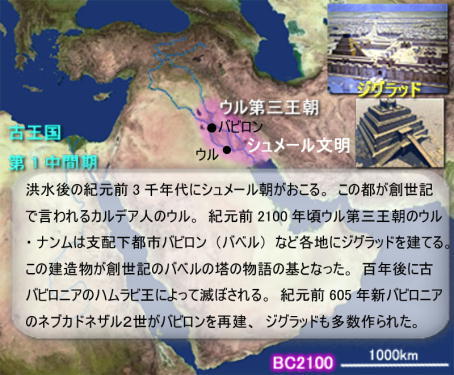 ジグラッド
ウル第三王朝
バビロン
シュメール文明
ウル
古王国
第１中間期
洪水後の紀元前3千年代にシュメール朝がおこる。この都が創世記
で言われるカルデア人のウル。紀元前2100年頃ウル第三王朝のウル
・ナンムは支配下都市バビロン（バベル）など各地にジグラッドを建てる。
この建造物が創世記のバベルの塔の物語の基となった。百年後に古
バビロニアのハムラビ王によって滅ぼされる。紀元前605年新バビロニア
のネブカドネザル２世がバビロンを再建、ジグラッドも多数作られた。
BC2100
1000km